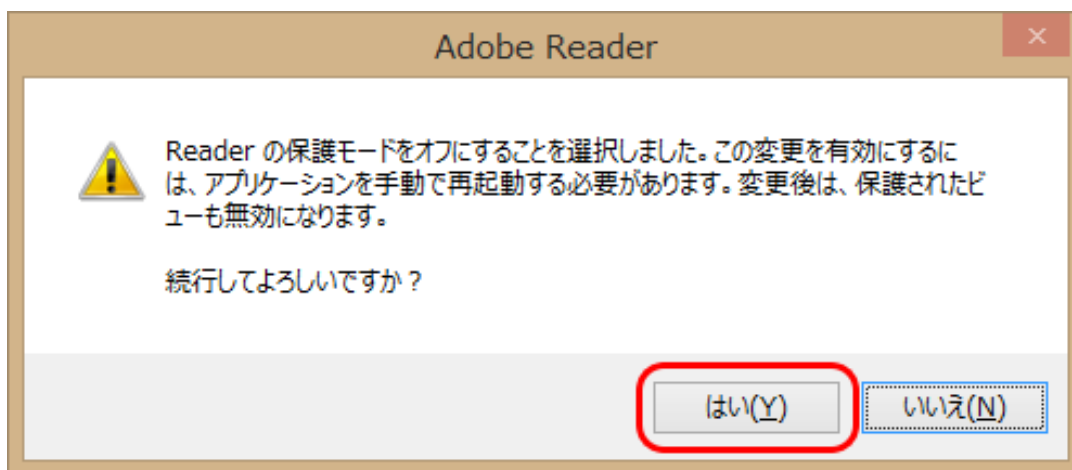 Adobe Reader
Reader の保護モードをオフにすることを選択しました。この変更を有効にするに
は、アプリケーションを手動で再起動する必要があります。変更後は、保護されたビ
ューも無効になります。
続行してよろしいですか？
はい(Y)
いいえ(N)